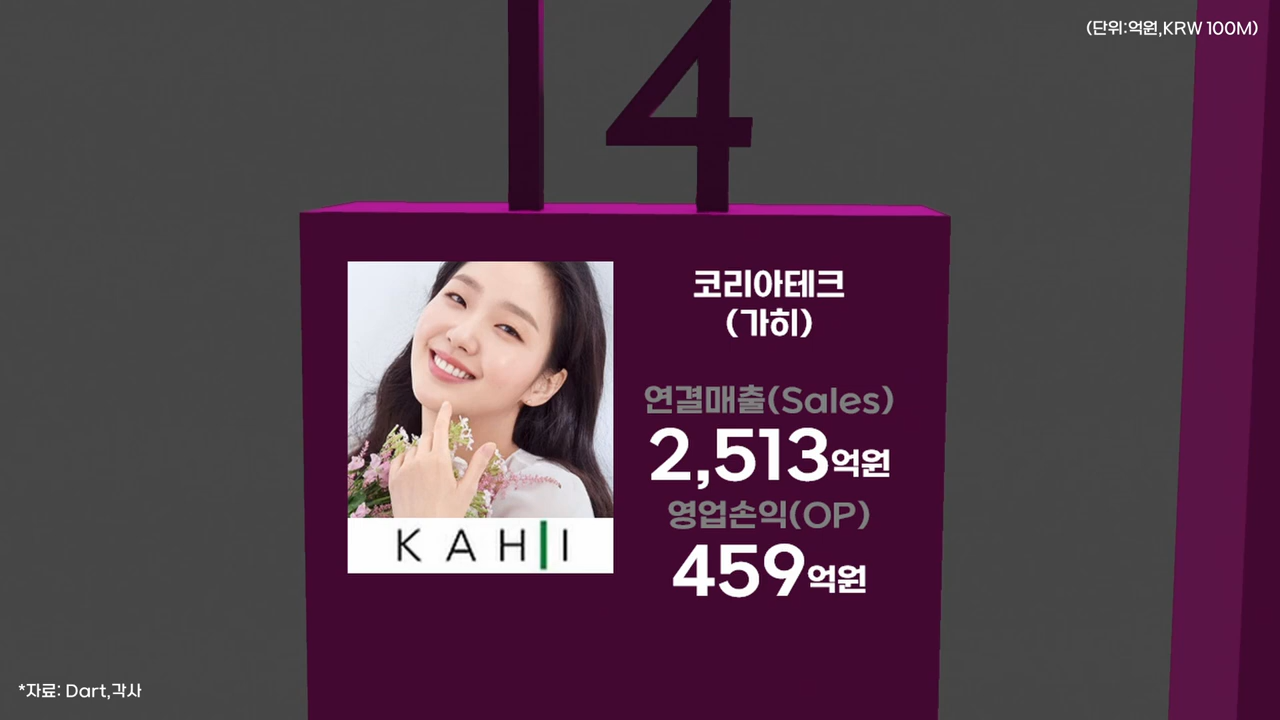 (단위:억원,KRW 100M)
14
코리아테크
(가히)
연결매출(Sales)
2,513억원
영업손익(OP)
459억원
KAHI
*자료: Dart,각사